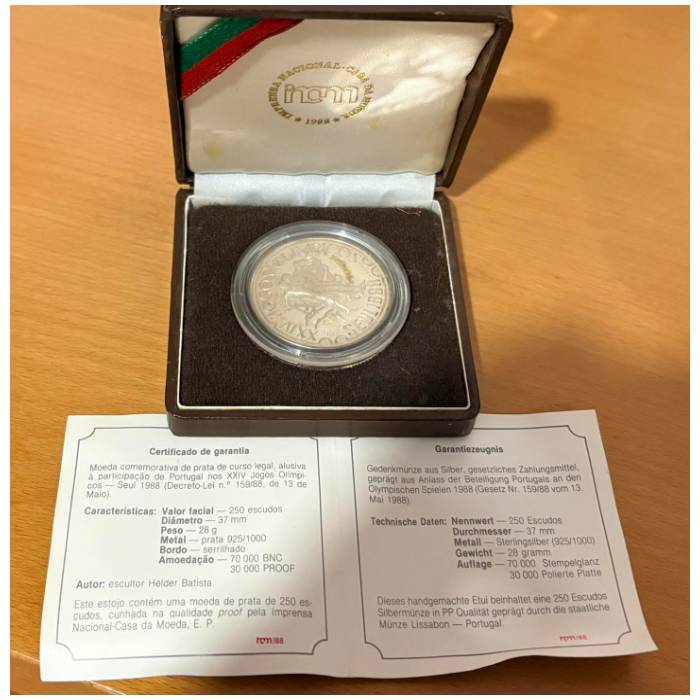 IMPRENSA NACIONAL-CASA DA MOEDA
incm
* 1988 *
Certificado de garantia
Moeda comemorativa de prata de curso legal, alusiva
à participação de Portugal nos XXIV Jogos Olímpi-
cos — Seul 1988 (Decreto-Lei n.º 159/88, de 13 de
Maio).
Características: Valor facial — 250 escudos
Diâmetro — 37 mm
Peso — 28 g
Metal — prata 925/1000
Bordo — serrilhado
Amoedação — 70 000 BNC
30 000 PROOF
Autor: escultor Helder Batista
Este estojo contém uma moeda de prata de 250 es-
cudos, cunhada na qualidade proof pela Imprensa
Nacional-Casa da Moeda, E. P.
incm/88
Garantiezeugnis
Gedenkmünze aus Silber, gesetzliches Zahlungsmittel,
geprägt aus Anlass der Beteiligung Portugals an den
Olympischen Spielen 1988 (Gesetz Nr. 159/88 vom 13.
Mai 1988).
Technische Daten: Nennwert — 250 Escudos
Durchmesser — 37 mm
Metall — Sterlingsilber (925/1000)
Gewicht — 28 gramm
Auflage — 70 000 Stempelglanz
30 000 Polierte Platte
Dieses handgemachte Etui beinhaltet eine 250 Escudos
Silbermünze in PP Qualität geprägt durch die staatliche
Münze Lissabon — Portugal.
incm/88